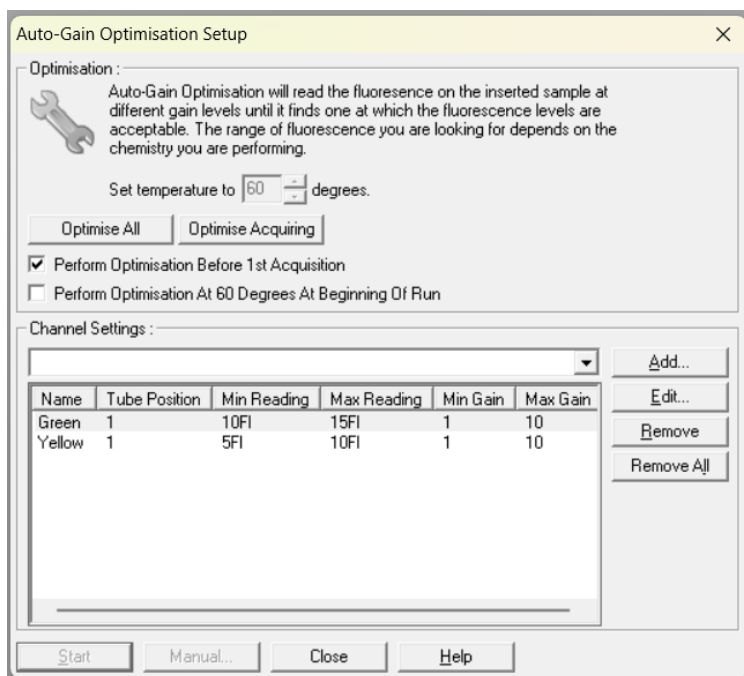 Auto-Gain Optimisation Setup
Optimisation :
Auto-Gain Optimisation will read the fluoresence on the inserted sample at
different gain levels until it finds one at which the fluorescence levels are
acceptable. The range of fluorescence you are looking for depends on the
chemistry you are performing.
Set temperature to 60 degrees.
Optimise All Optimise Acquiring
Perform Optimisation Before 1st Acquisition
Perform Optimisation At 60 Degrees At Beginning Of Run
Channel Settings :
Add...
Name Tube Position Min Reading Max Reading Min Gain Max Gain
Edit...
Green 1 10Fl 15Fl 1 10
Remove
Yellow 1 5Fl 10Fl 1 10
Remove All
Start Manual... Close Help